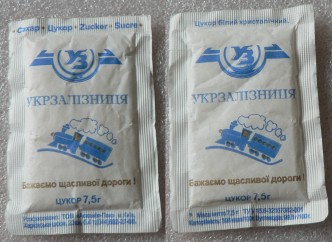 Сахар • Цукор • Zucker • Sucre
УЗ
УКРЗАЛІЗНИЦЯ
Бажаємо щасливої дороги !
ЦУКОР 7,5г
Цукор білий кристалічний
УЗ
УКРЗАЛІЗНИЦЯ
Бажаємо щасливої дороги !
ЦУКОР 7,5г